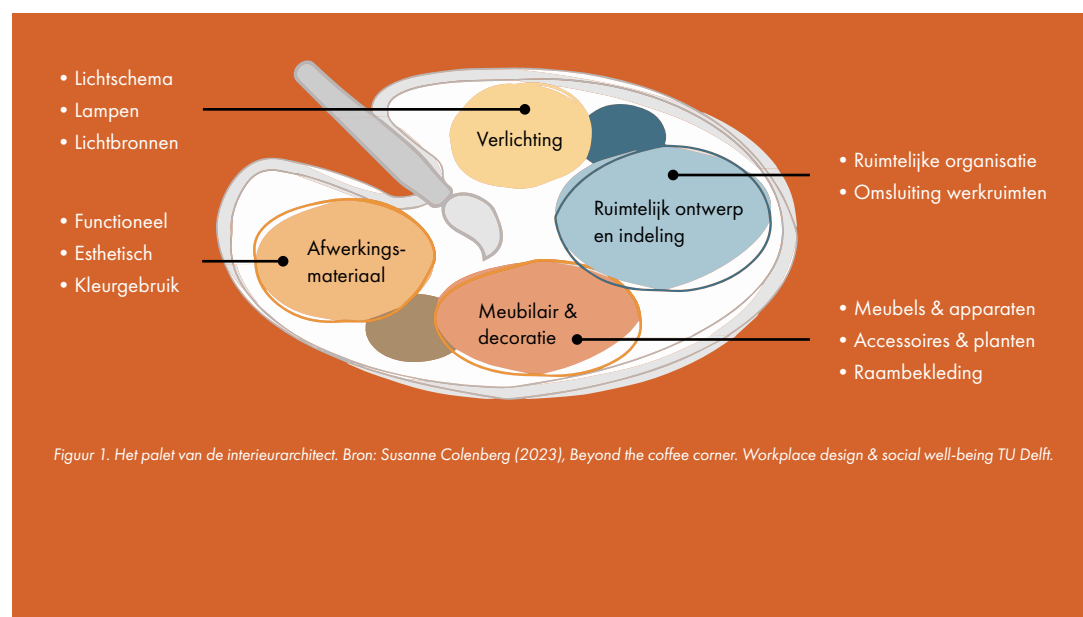 • Lichtschema
• Lampen
• Lichtbronnen
Verlichting
• Ruimtelijke organisatie
• Omsluiting werkruimten
Ruimtelijk ontwerp
en indeling
• Functioneel
• Esthetisch
• Kleurgebruik
Afwerkings-
materiaal
Meubilair &
decoratie
• Meubels & apparaten
• Accessoires & planten
• Raambekleding
Figuur 1. Het palet van de interieurarchitect. Bron: Susanne Colenberg (2023), Beyond the coffee corner. Workplace design & social well-being TU Delft.